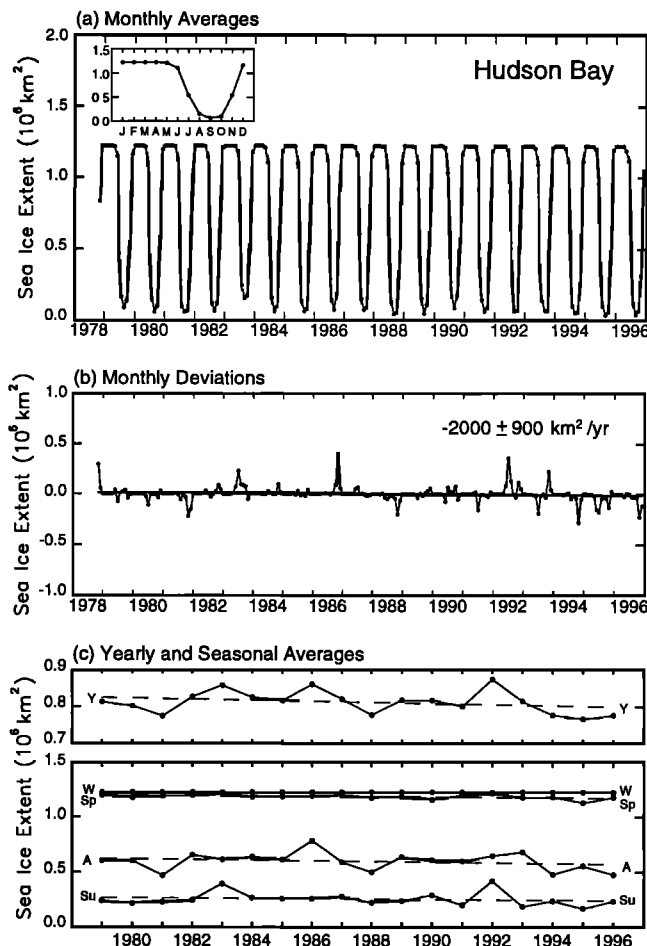 (a) Monthly Averages
Hudson Bay
Sea Ice Extent (10⁶ km²)
2.0
1.5
1.0
0.5
0.0
1.5
1.0
0.5
0.0
J F M A M J J A S O N D
1978 1980 1982 1984 1986 1988 1990 1992 1994 1996
(b) Monthly Deviations
-2000 ± 900 km²/yr
Sea Ice Extent (10⁶ km²)
1.0
0.5
0.0
-0.5
-1.0
1978 1980 1982 1984 1986 1988 1990 1992 1994 1996
(c) Yearly and Seasonal Averages
Sea Ice Extent (10⁶ km²)
0.9
0.8
0.7
Y Y
1.5
1.0
0.5
0.0
W W
Sp Sp
A A
Su Su
1980 1982 1984 1986 1988 1990 1992 1994 1996